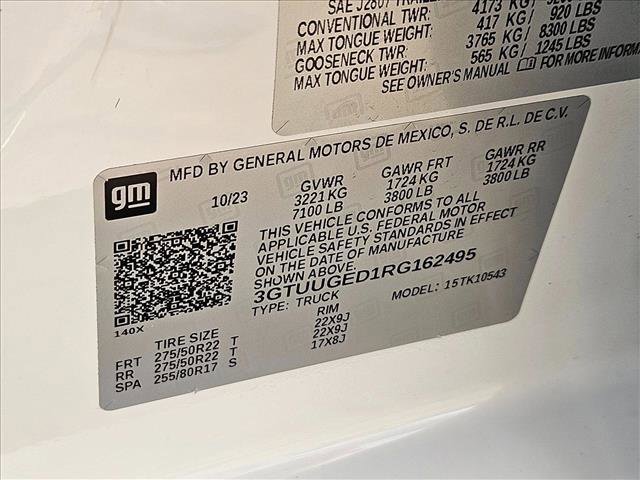 SAE J2807 TRAILER
4173 KG/
920 LBS
CONVENTIONAL TWR: 417 KG/
MAX TONGUE WEIGHT: 3765 KG/ 8300 LBS
GOOSENECK TWR: 565 KG/ 1245 LBS
MAX TONGUE WEIGHT:
SEE OWNER'S MANUAL FOR MORE INFORMATION
gm
MFD BY GENERAL MOTORS DE MEXICO, S. DE R.L. DE C.V.
10/23 GVWR GAWR FRT GAWR RR
3221 KG 1724 KG 1724 KG
7100 LB 3800 LB 3800 LB
THIS VEHICLE CONFORMS TO ALL
APPLICABLE U.S. FEDERAL MOTOR
VEHICLE SAFETY STANDARDS IN EFFECT
SHOWN ABOVE.
3GTUUGED1RG162495
TYPE: TRUCK MODEL: 15TK10543
140X
TIRE SIZE RIM
FRT 275/50R22 T 22X9J
RR 275/50R22 T 22X9J
SPA 255/80R17 S 17X8J